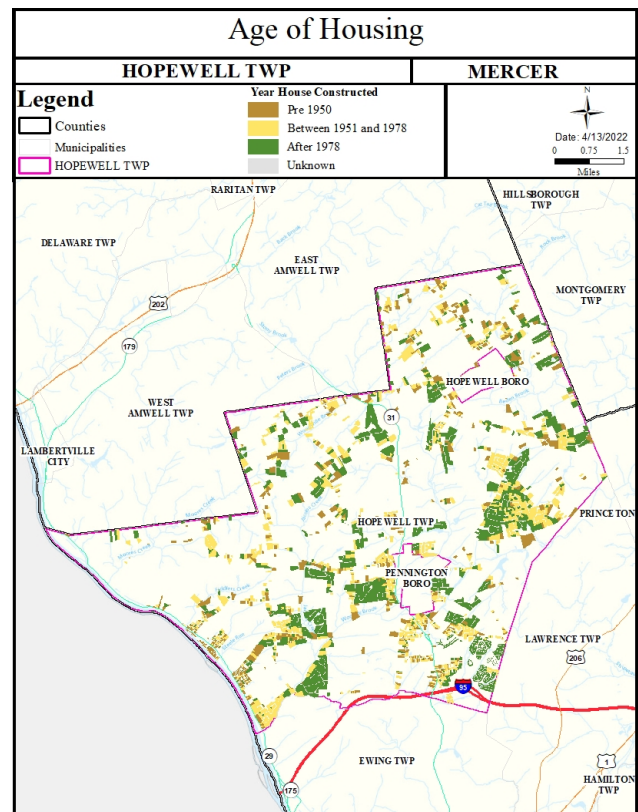 Age of Housing
HOPEWELL TWP
MERCER
Legend
Counties
Municipalities
HOPEWELL TWP
Year House Constructed
Pre 1950
Between 1951 and 1978
After 1978
Unknown
Date: 4/13/2022
0 0.75 1.5
Miles
RARITAN TWP
HILLSBOROUGH
TWP
DELAWARE TWP
EAST
AMWELL TWP
MONTGOMERY
TWP
202
179
HOPEWELL BORO
WEST
AMWELL TWP
31
LAMBERTVILLE
CITY
HOPEWELL TWP
PRINCETON
PENNINGTON
BORO
LAWRENCE TWP
206
95
29
EWING TWP
1
HAMILTON
TWP
175